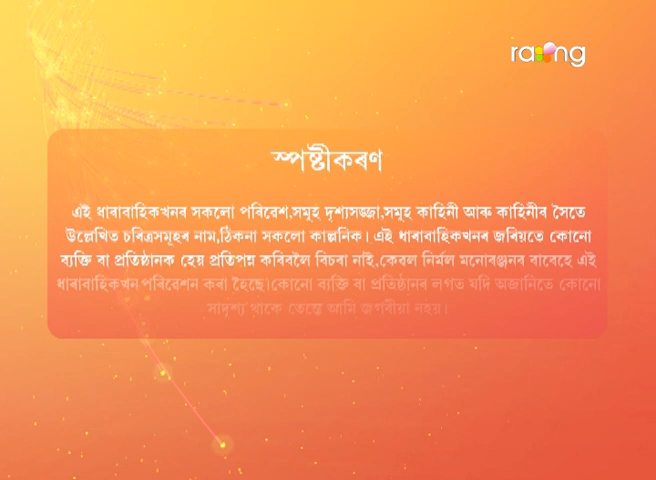 raang
স্পষ্টীকৰণ
এই ধাৰাবাহিকখনৰ সকলো পৰিৱেশ,সমূহ দৃশ্যসজ্জা,সমূহ কাহিনী আৰু কাহিনীৰ সৈতে
উল্লেখিত চৰিত্ৰসমূহৰ নাম,ঠিকনা সকলো কাল্পনিক। এই ধাৰাবাহিকখনৰ জৰিয়তে কোনো
ব্যক্তি বা প্ৰতিষ্ঠানক হেয় প্ৰতিপন্ন কৰিবলৈ বিচৰা নাই,কেৱল নিৰ্মল মনোৰঞ্জনৰ বাবেহে এই
ধাৰাবাহিকখন পৰিৱেশন কৰা হৈছে।কোনো ব্যক্তি বা প্ৰতিষ্ঠানৰ লগত যদি অজানিতে কোনো
সাদৃশ্য থাকে তেন্তে আমি জগৰীয়া নহয়।